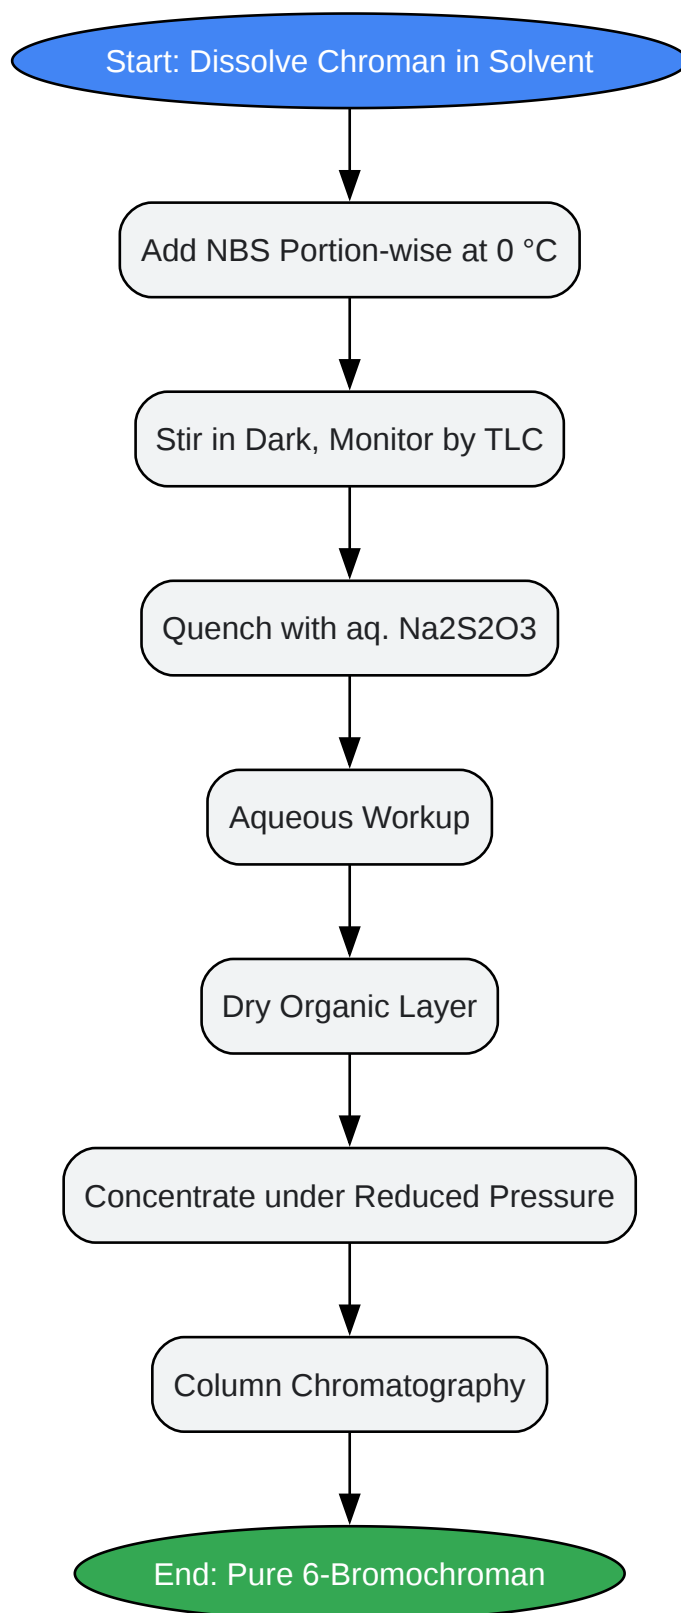 Start: Dissolve Chroman in Solvent
Add NBS Portion-wise at 0 °C
Stir in Dark, Monitor by TLC
Quench with aq. Na2S2O3
Aqueous Workup
Dry Organic Layer
Concentrate under Reduced Pressure
Column Chromatography
End: Pure 6-Bromochroman